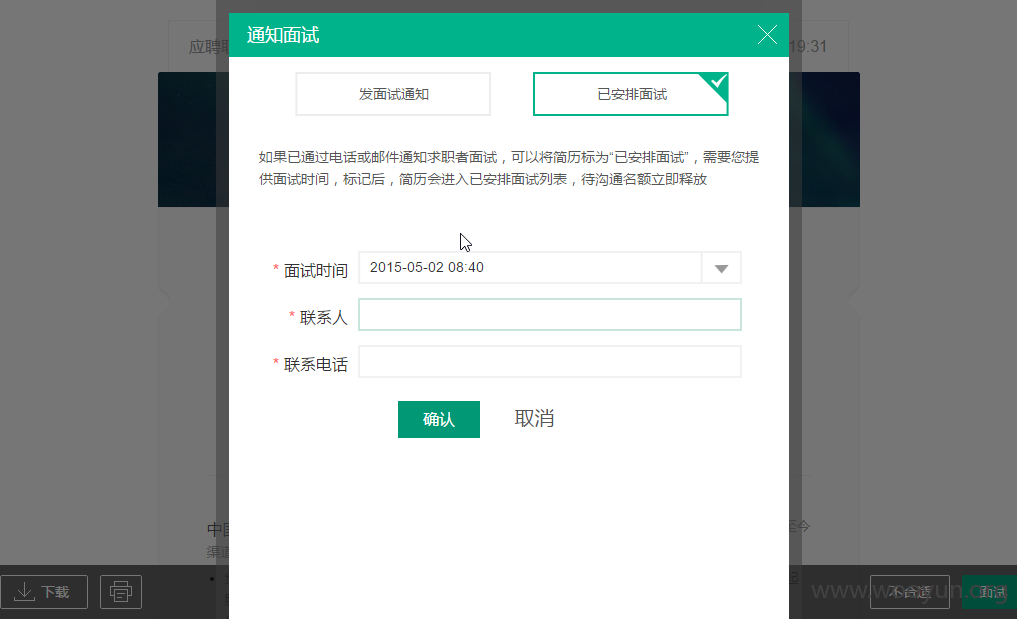 通知面试
应聘
19:31
发面试通知
已安排面试
如果已通过电话或邮件通知求职者面试，可以将简历标为“已安排面试”，需要您提
供面试时间，标记后，简历会进入已安排面试列表，待沟通名额立即释放
* 面试时间
2015-05-02 08:40
* 联系人
* 联系电话
确认
取消
中国
至今
渠道
下载
不合适
面试
www.wooyun.org